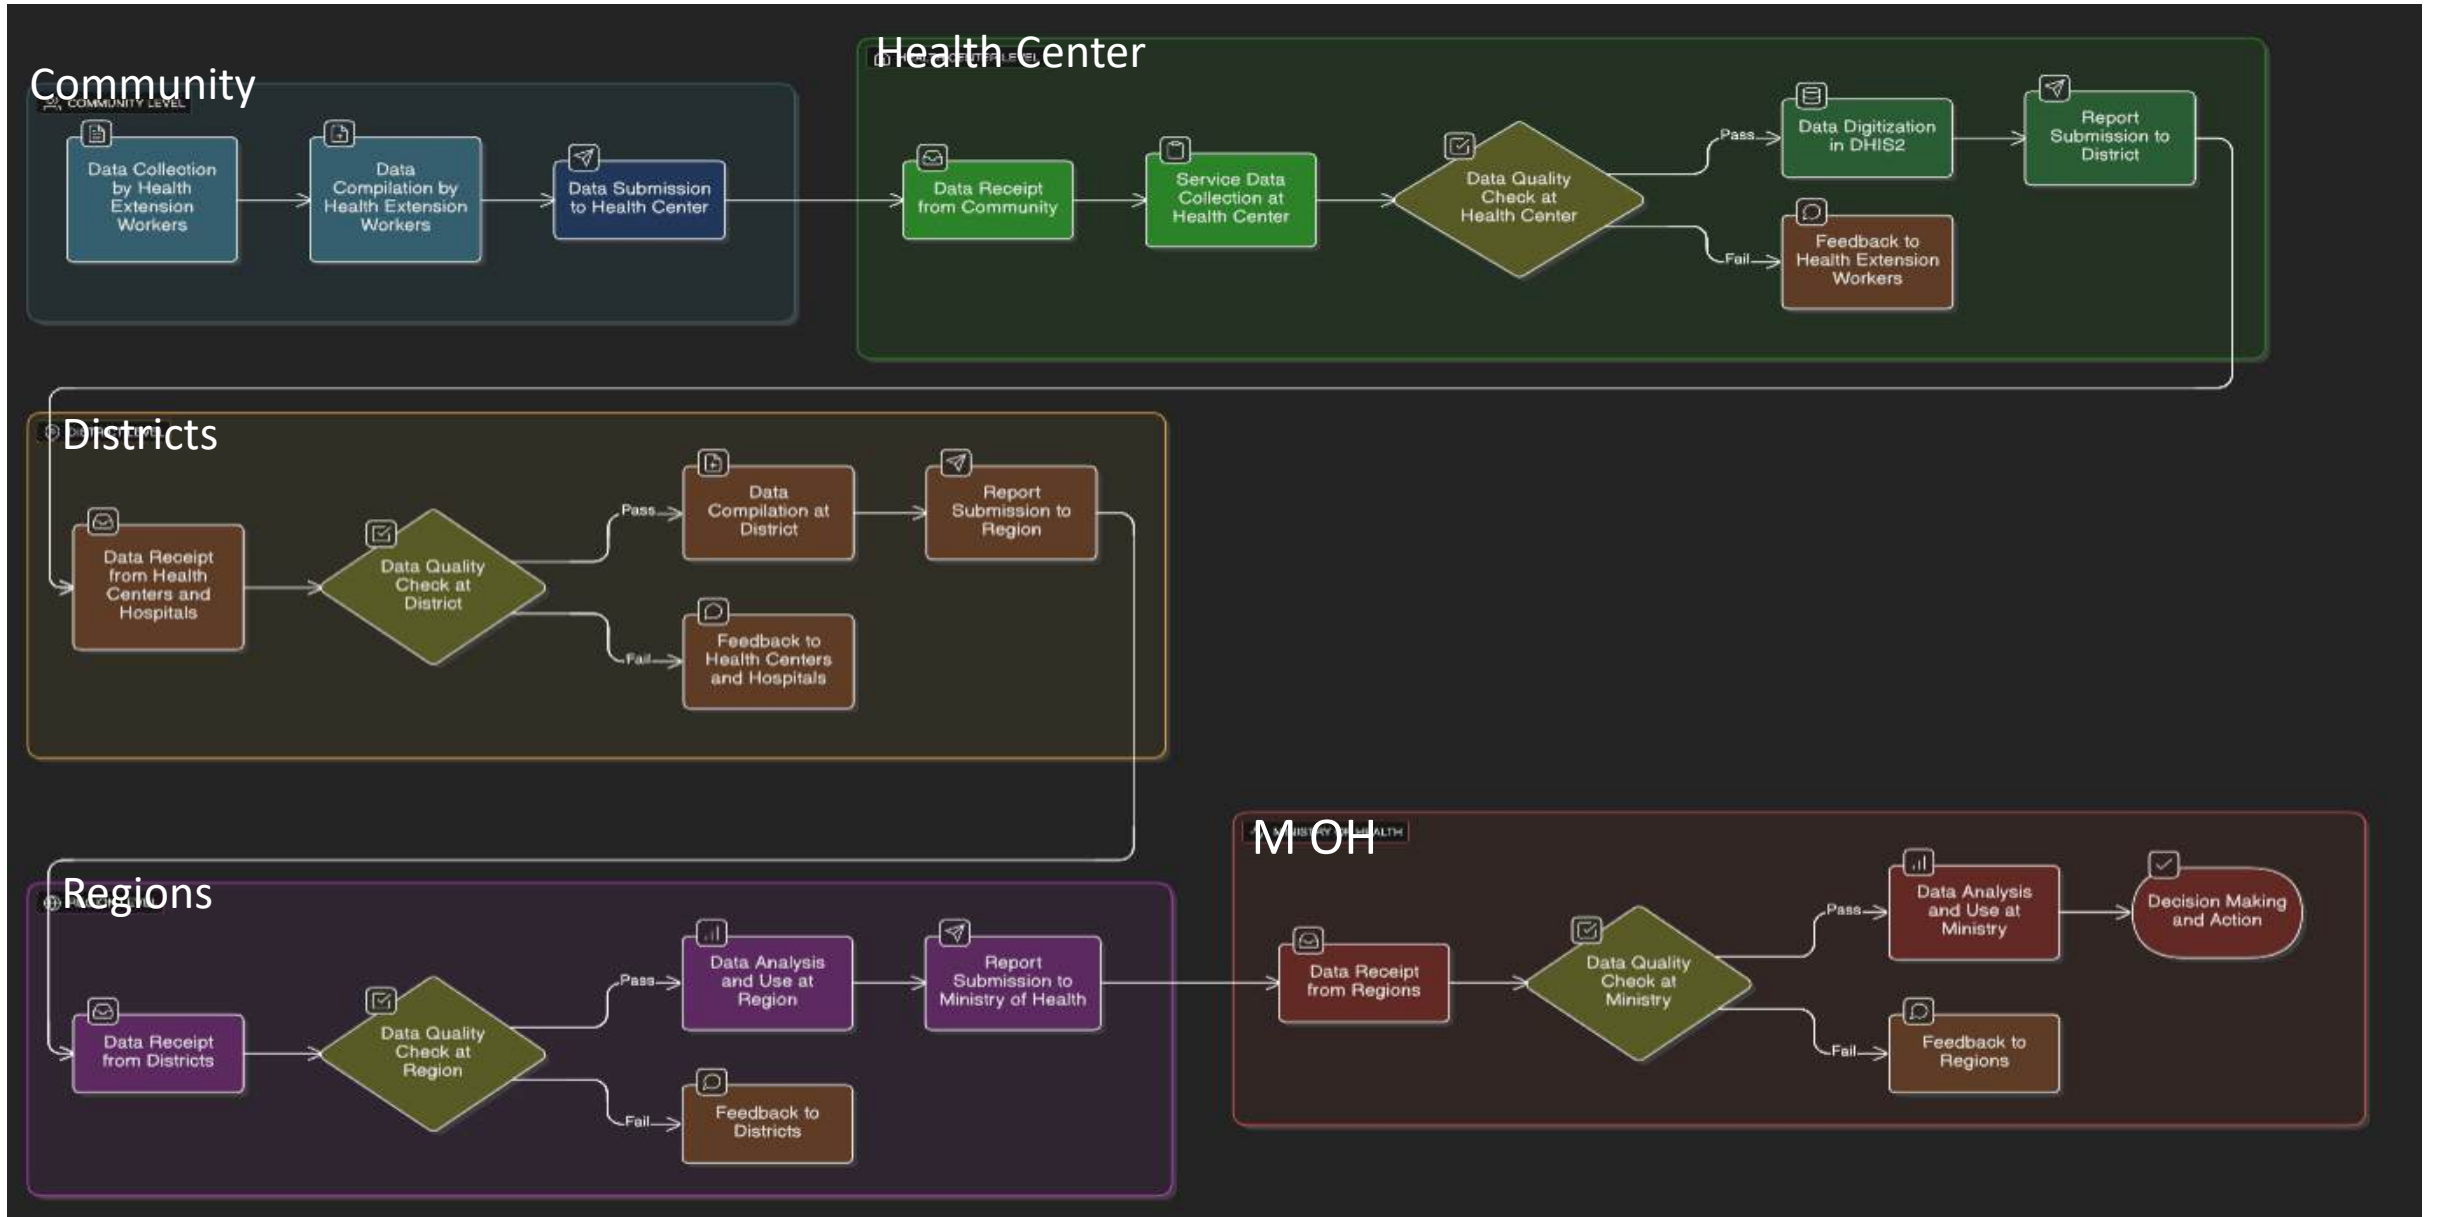 Community
COMMUNITY LEVEL
Data Collection
by Health
Extension
Workers
Data
Compilation by
Health Extension
Workers
Data Submission
to Health Center
Health Center
Data Receipt
from Community
Service Data
Collection at
Health Center
Data Quality
Check at
Health Center
Pass
Data Digitization
in DHIS2
Report
Submission to
District
Fail
Feedback to
Health Extension
Workers
Districts
Data Receipt
from Health
Centers and
Hospitals
Data Quality
Check at
District
Pass
Data
Compilation at
District
Report
Submission to
Region
Fail
Feedback to
Health Centers
and Hospitals
Regions
Data Receipt
from Districts
Data Quality
Check at
Region
Pass
Data Analysis
and Use at
Region
Report
Submission to
Ministry of Health
Fail
Feedback to
Districts
M OH
MINISTRY OF HEALTH
Data Receipt
from Regions
Data Quality
Check at
Ministry
Pass
Data Analysis
and Use at
Ministry
Decision Making
and Action
Fail
Feedback to
Regions